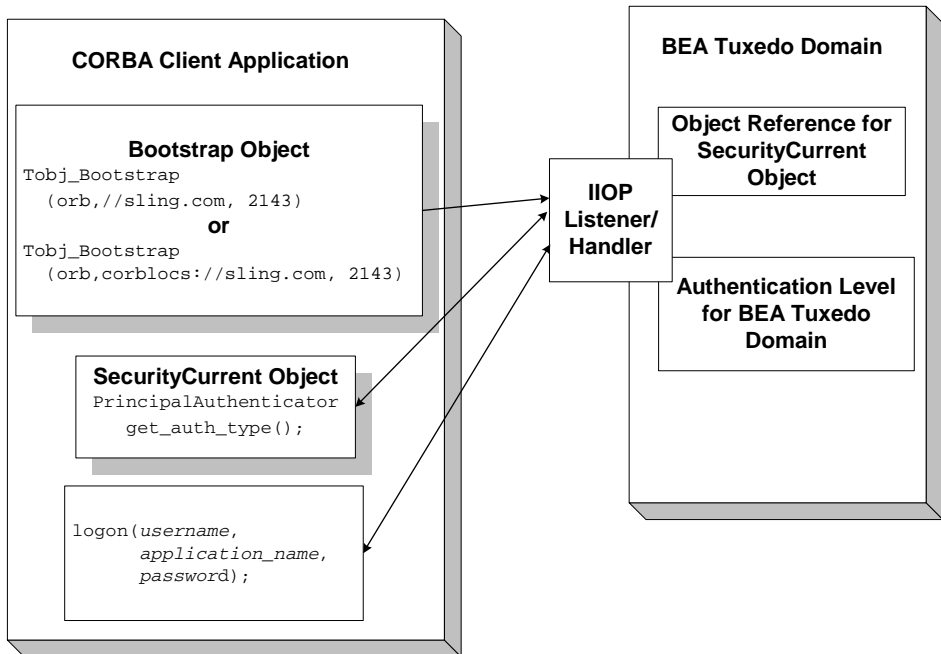 CORBA Client Application
Bootstrap Object
Tobj_Bootstrap
(orb,//sling.com, 2143)
or
Tobj_Bootstrap
(orb,corblocs://sling.com, 2143)
SecurityCurrent Object
PrincipalAuthenticator
get_auth_type();
logon(username,
application_name,
password);
IIOP
Listener/
Handler
BEA Tuxedo Domain
Object Reference for
SecurityCurrent
Object
Authentication Level
for BEA Tuxedo
Domain